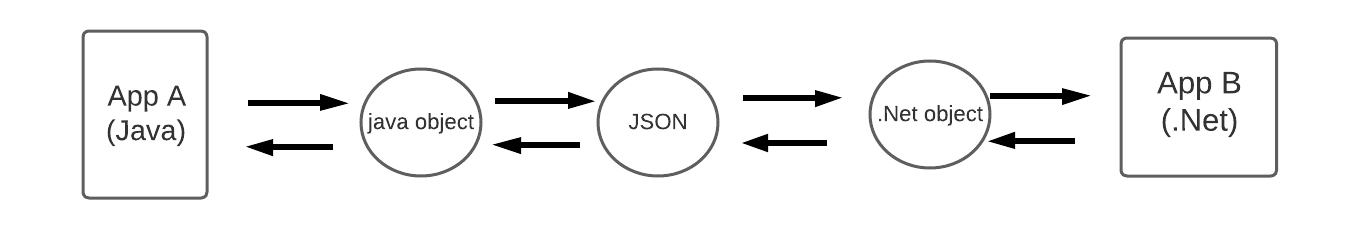 App A
(Java)
java object
JSON
.Net object
App B
(.Net)